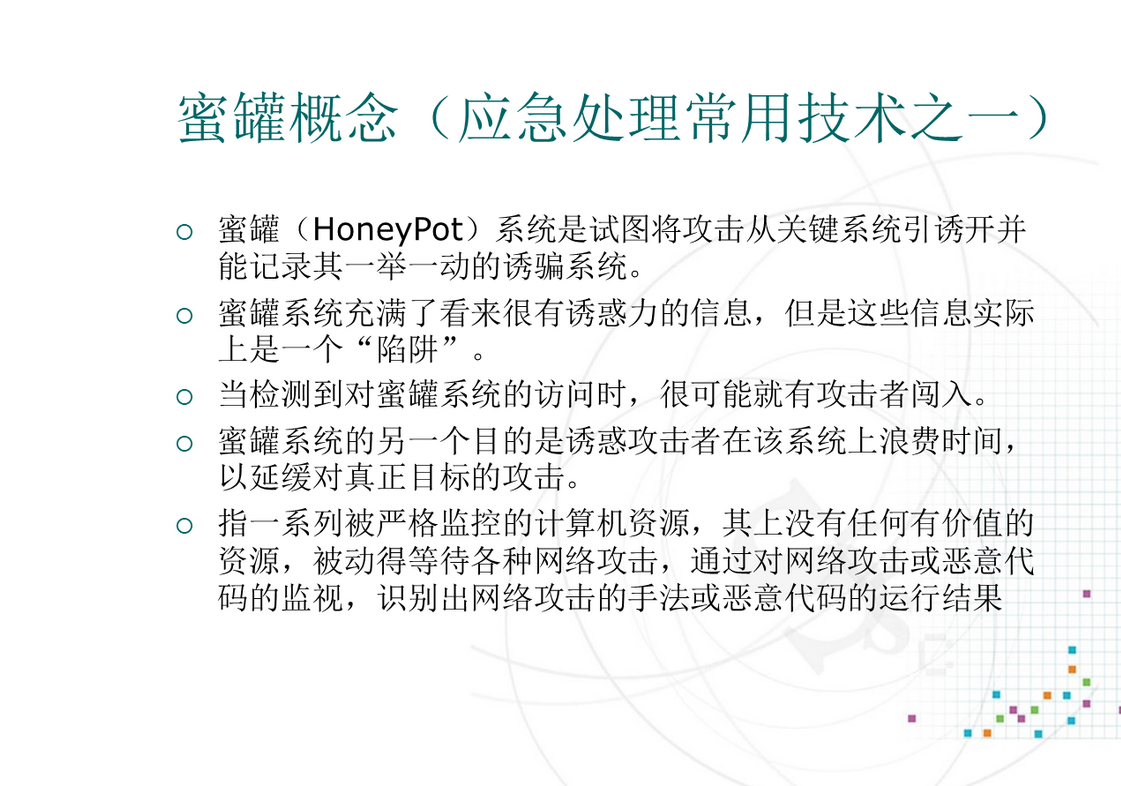 蜜罐概念（应急处理常用技术之一）
蜜罐（HoneyPot）系统是试图将攻击从关键系统引诱开并
能记录其一举一动的诱骗系统。
蜜罐系统充满了看来很有诱惑力的信息，但是这些信息实际
上是一个“陷阱”。
当检测到对蜜罐系统的访问时，很可能就有攻击者闯入。
蜜罐系统的另一个目的是诱惑攻击者在该系统上浪费时间，
以延缓对真正目标的攻击。
指一系列被严格监控的计算机资源，其上没有任何有价值的
资源，被动得等待各种网络攻击，通过对网络攻击或恶意代
码的监视，识别出网络攻击的手法或恶意代码的运行结果